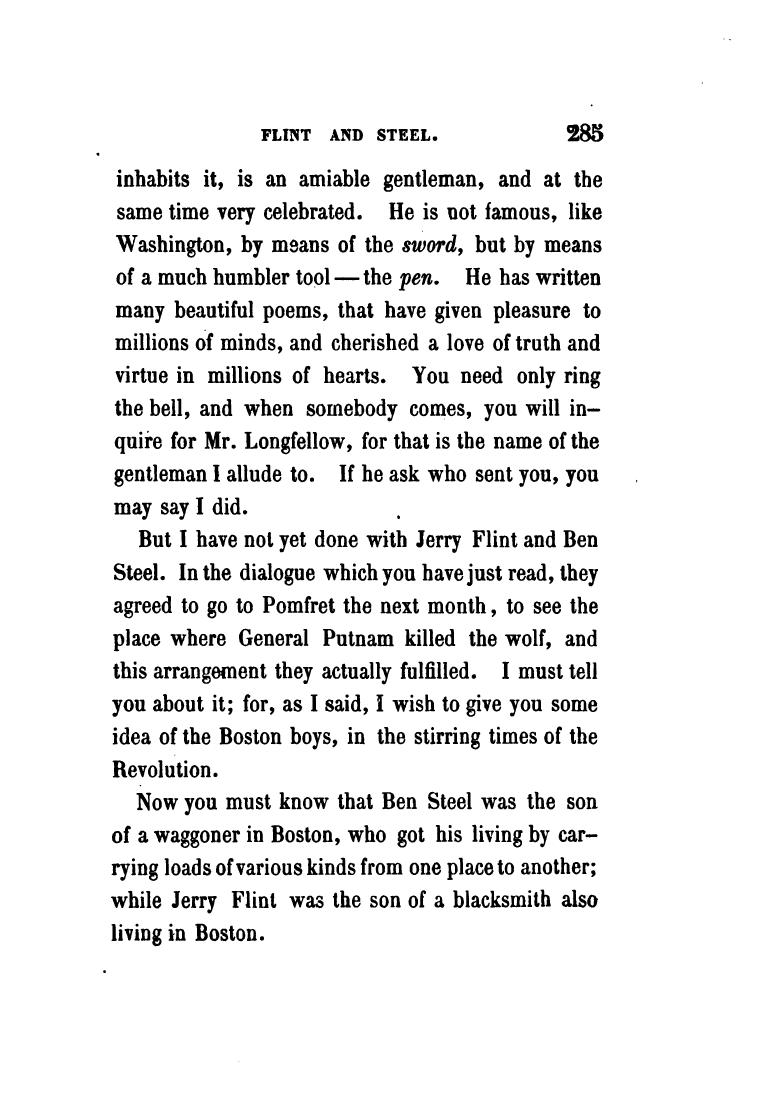 FLINT AND STEEL. 285
inhabits it, is an amiable gentleman, and at the
same time very celebrated. He is not famous, like
Washington, by means of the sword, but by means
of a much humbler tool — the pen. He has written
many beautiful poems, that have given pleasure to
millions of minds, and cherished a love of truth and
virtue in millions of hearts. You need only ring
the bell, and when somebody comes, you will in-
quire for Mr. Longfellow, for that is the name of the
gentleman I allude to. If he ask who sent you, you
may say I did.
But I have not yet done with Jerry Flint and Ben
Steel. In the dialogue which you have just read, they
agreed to go to Pomfret the next month, to see the
place where General Putnam killed the wolf, and
this arrangement they actually fulfilled. I must tell
you about it; for, as I said, I wish to give you some
idea of the Boston boys, in the stirring times of the
Revolution.
Now you must know that Ben Steel was the son
of a waggoner in Boston, who got his living by car-
rying loads of various kinds from one place to another;
while Jerry Flint was the son of a blacksmith also
living in Boston.